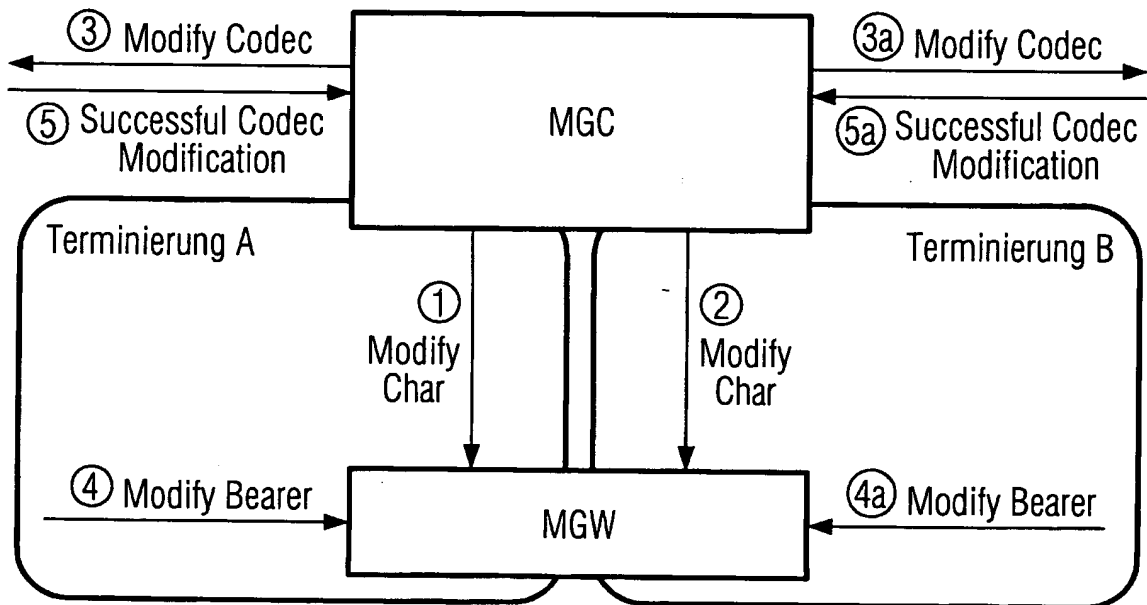 ③ Modify Codec
3a Modify Codec
⑤ Successful Codec
Modification
MGC
5a Successful Codec
Modification
Terminierung A
Terminierung B
① Modify
Char
② Modify
Char
④ Modify Bearer
MGW
4a Modify Bearer